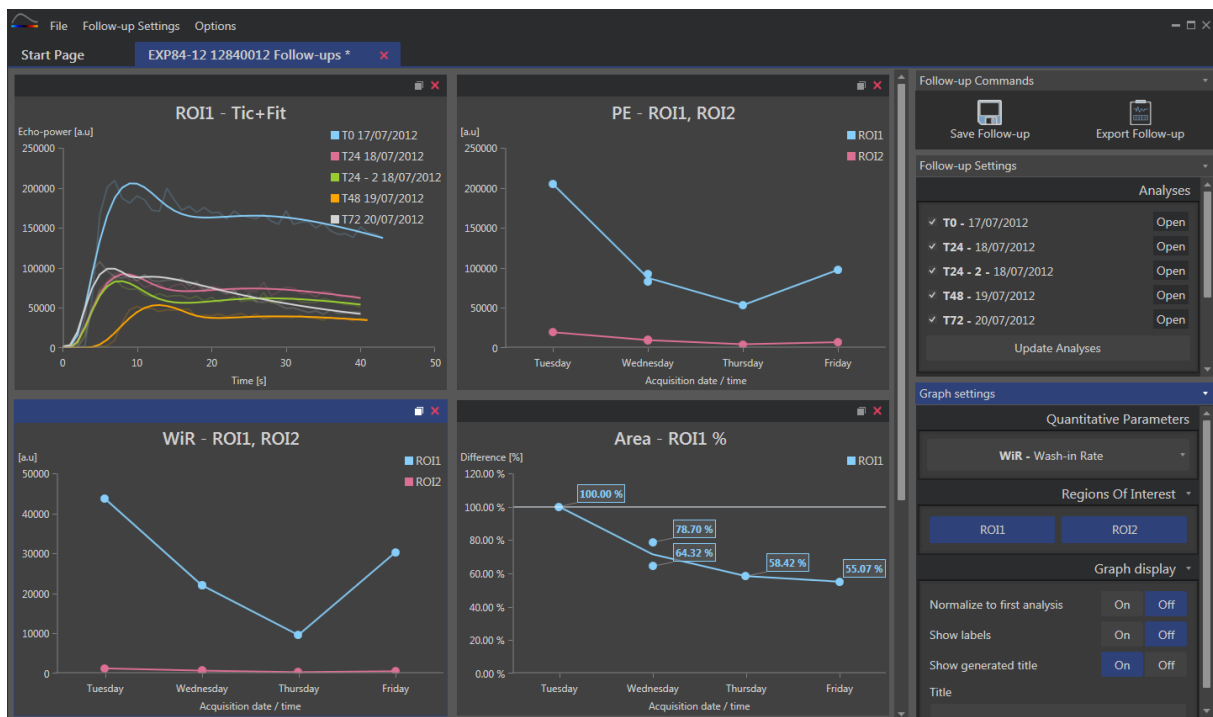 File Follow-up Settings Options
Start Page EXP84-12 12840012 Follow-ups *
ROI1 - Tic+Fit
Echo-power [a.u]
250000
200000
150000
100000
50000
0
0 10 20 30 40 50
Time [s]
T0 17/07/2012
T24 18/07/2012
T24 - 2 18/07/2012
T48 19/07/2012
T72 20/07/2012
PE - ROI1, ROI2
[a.u]
250000
200000
150000
100000
50000
0
Tuesday Wednesday Thursday Friday
Acquisition date / time
ROI1
ROI2
WiR - ROI1, ROI2
[a.u]
50000
40000
30000
20000
10000
0
Tuesday Wednesday Thursday Friday
Acquisition date / time
ROI1
ROI2
Area - ROI1 %
Difference [%]
120.00 %
100.00 %
80.00 %
60.00 %
40.00 %
20.00 %
0.00 %
100.00 %
78.70 %
64.32 %
58.42 %
55.07 %
Tuesday Wednesday Thursday Friday
Acquisition date / time
ROI1
Follow-up Commands
Save Follow-up Export Follow-up
Follow-up Settings
Analyses
T0 - 17/07/2012 Open
T24 - 18/07/2012 Open
T24 - 2 - 18/07/2012 Open
T48 - 19/07/2012 Open
T72 - 20/07/2012 Open
Update Analyses
Graph settings
Quantitative Parameters
WiR - Wash-in Rate
Regions Of Interest
ROI1 ROI2
Graph display
Normalize to first analysis On Off
Show labels On Off
Show generated title On Off
Title